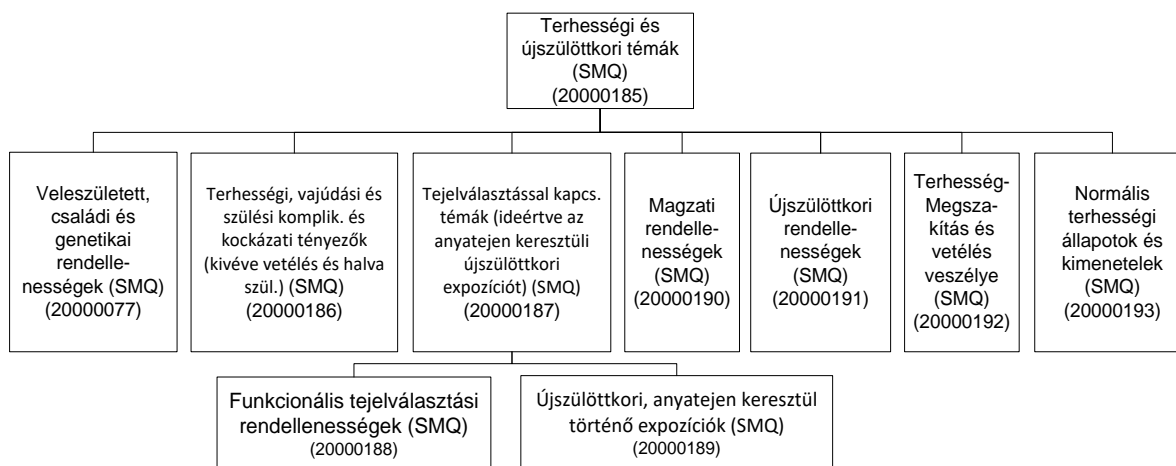 Terhességi és
újszülöttkori témák
(SMQ)
(20000185)
Veleszületett,
családi és
genetikai
rendelle-
nességek (SMQ)
(20000077)
Terhességi, vajúdási és
szülési komplik. és
kockázati tényezők
(kivéve vetélés és halva
szül.) (SMQ)
(20000186)
Tejelválasztással kapcs.
témák (ideértve az
anyatejen keresztüli
újszülöttkori
expozíciót) (SMQ)
(20000187)
Magzati
rendelle-
nességek
(SMQ)
(20000190)
Újszülöttkori
rendelle-
nességek
(SMQ)
(20000191)
Terhesség-
Megsza-
kítás és
vetélés
veszélye
(SMQ)
(20000192)
Normális
terhességi
állapotok és
kimenetelek
(SMQ)
(20000193)
Funkcionális tejelválasztási
rendellenességek (SMQ)
(20000188)
Újszülöttkori, anyatejen keresztül
történő expozíciók (SMQ)
(20000189)